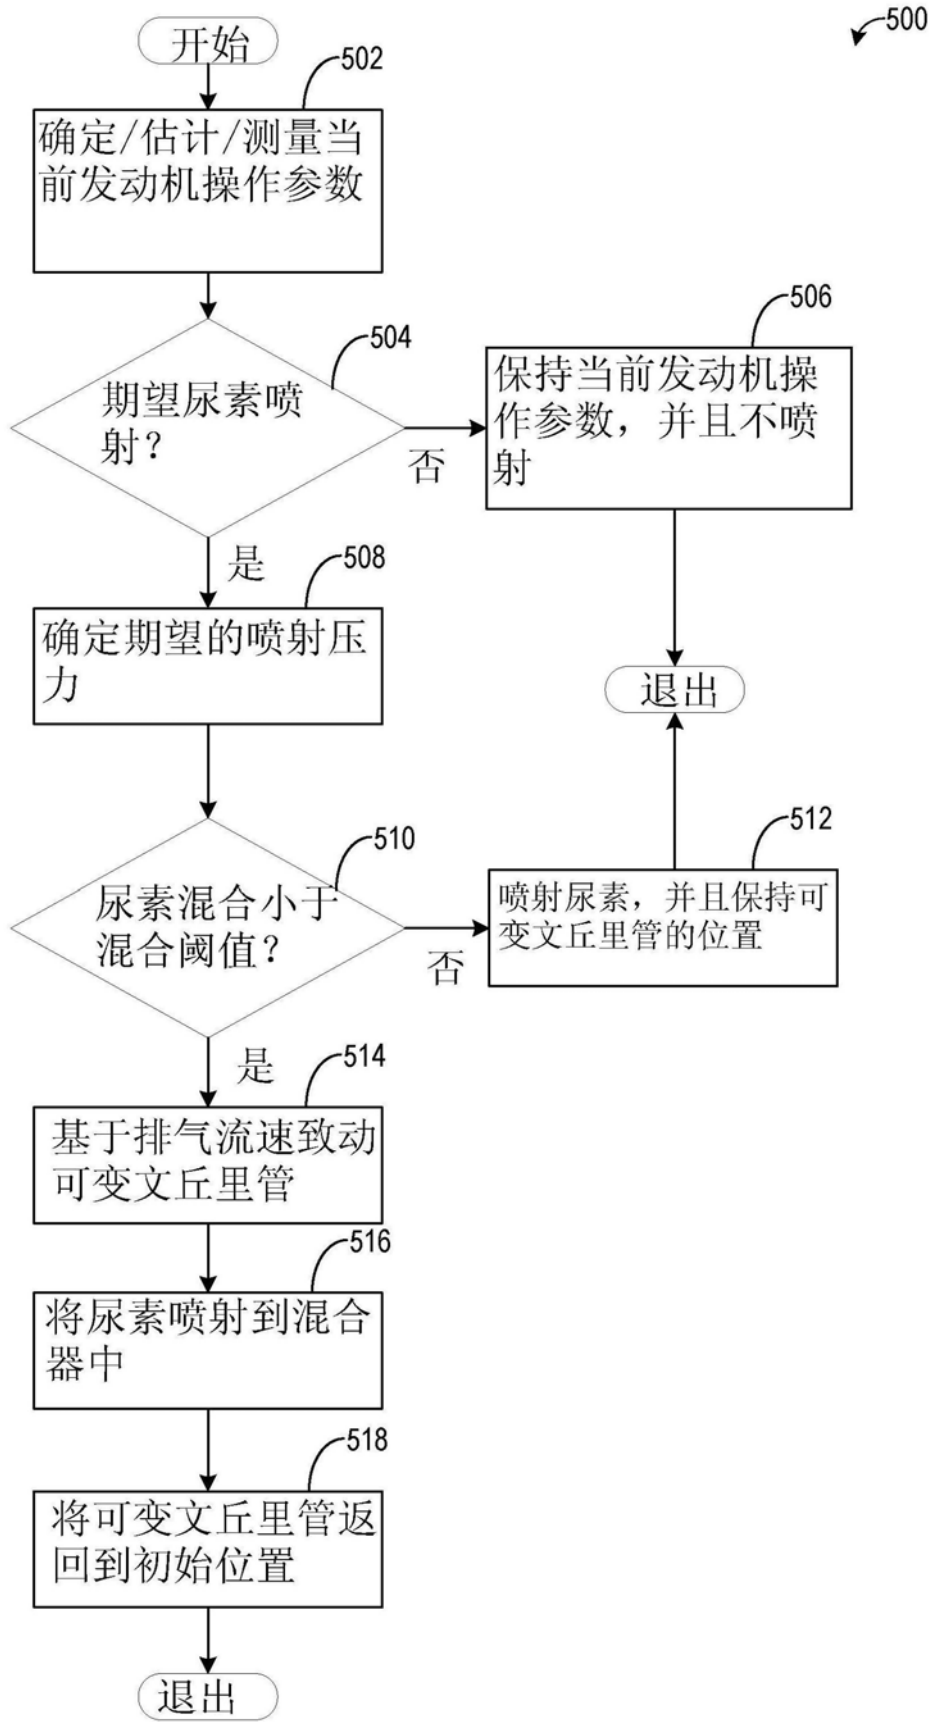 500
开始
502
确定/估计/测量当
前发动机操作参数
504
期望尿素喷
射？
否
506
保持当前发动机操
作参数，并且不喷
射
是
508
确定期望的喷射压
力
退出
510
尿素混合小于
混合阈值？
否
512
喷射尿素，并且保持可
变文丘里管的位置
是
514
基于排气流速致动
可变文丘里管
516
将尿素喷射到混合
器中
518
将可变文丘里管返
回到初始位置
退出